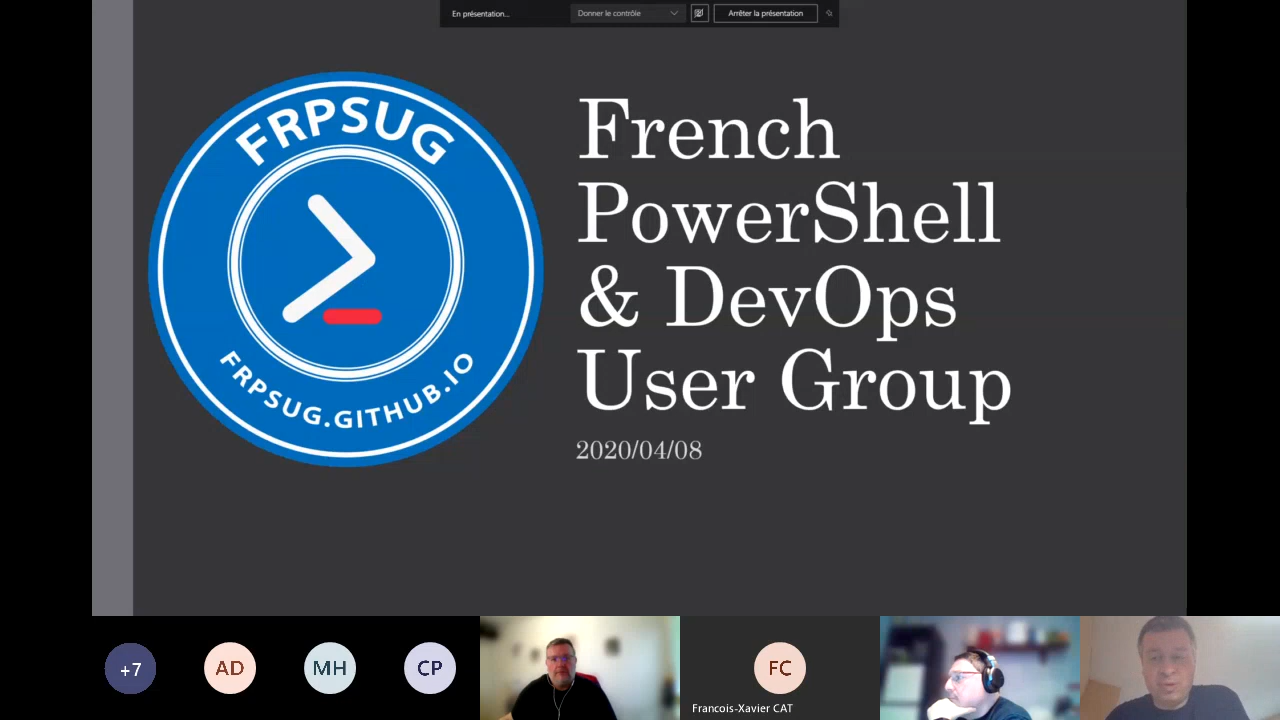 En présentation...
Donner le contrôle
Arrêter la présentation
FRPSUG
FRPSUG.GITHUB.IO
French
PowerShell
& DevOps
User Group
2020/04/08
+7
AD
MH
CP
FC
Francois-Xavier CAT